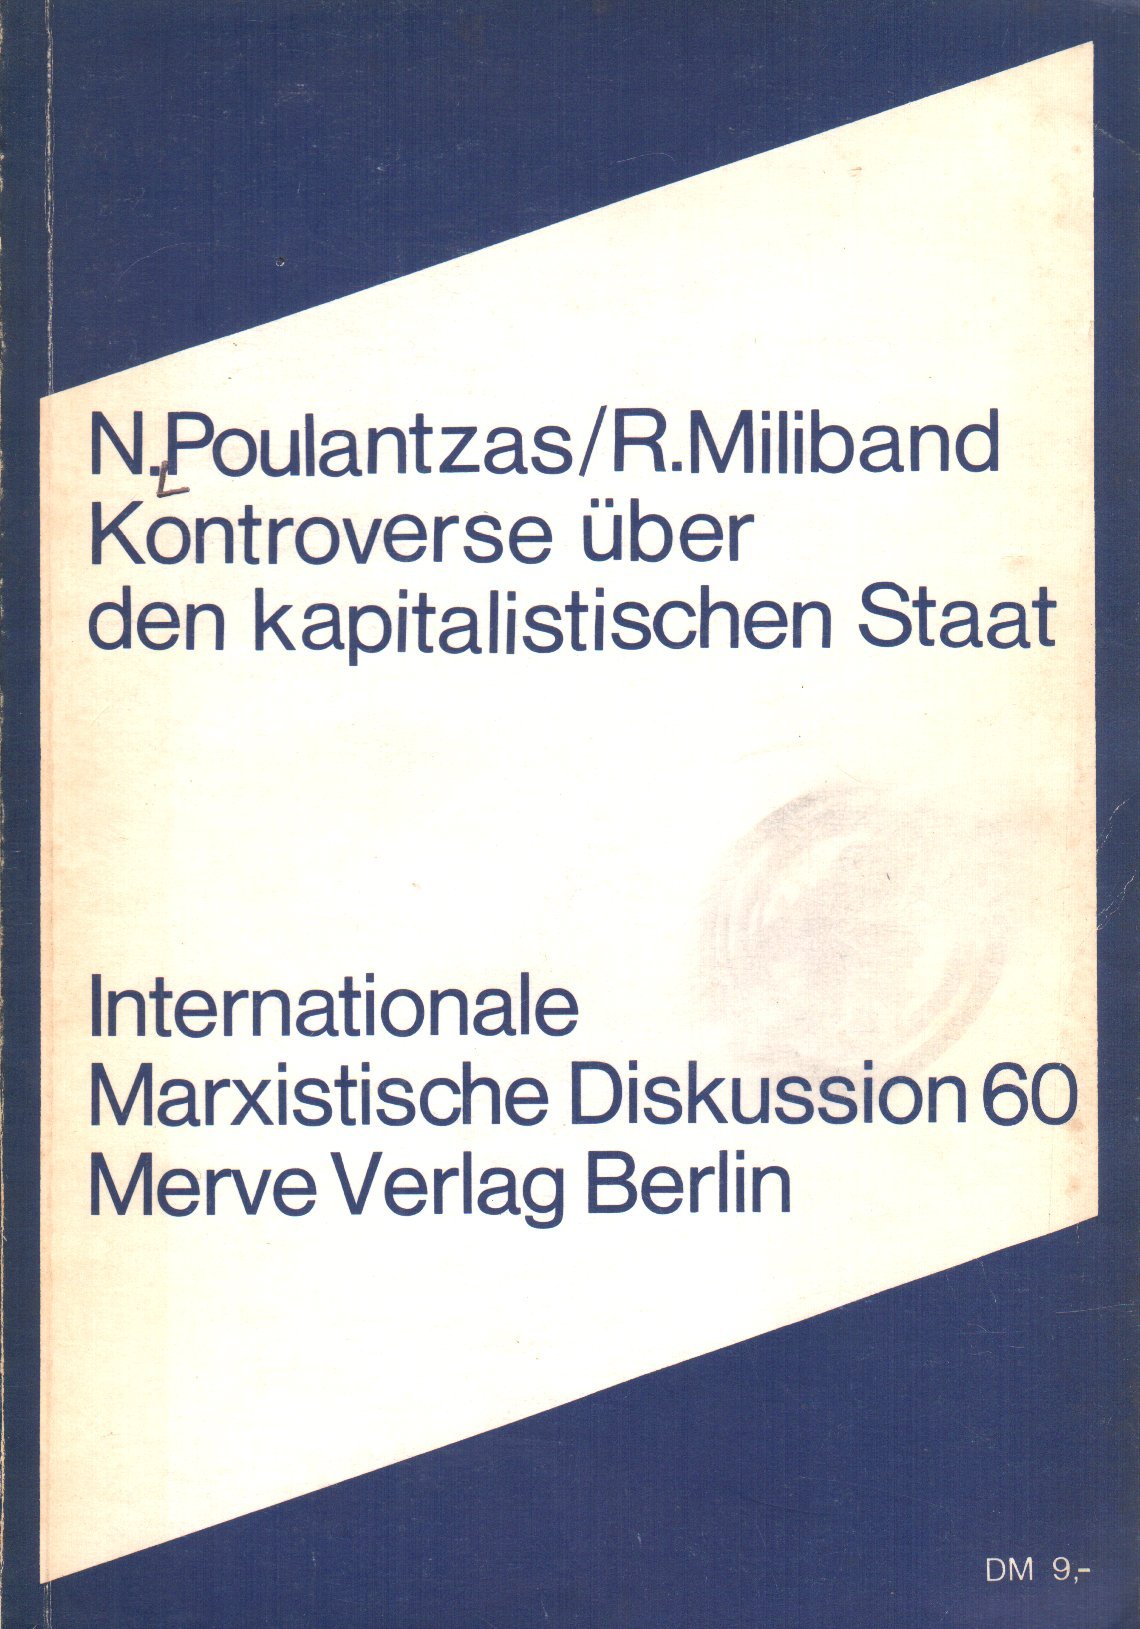 N.Poulantzas/R.Miliband
Kontroverse über
den kapitalistischen Staat
Internationale
Marxistische Diskussion 60
Merve Verlag Berlin
DM 9,-